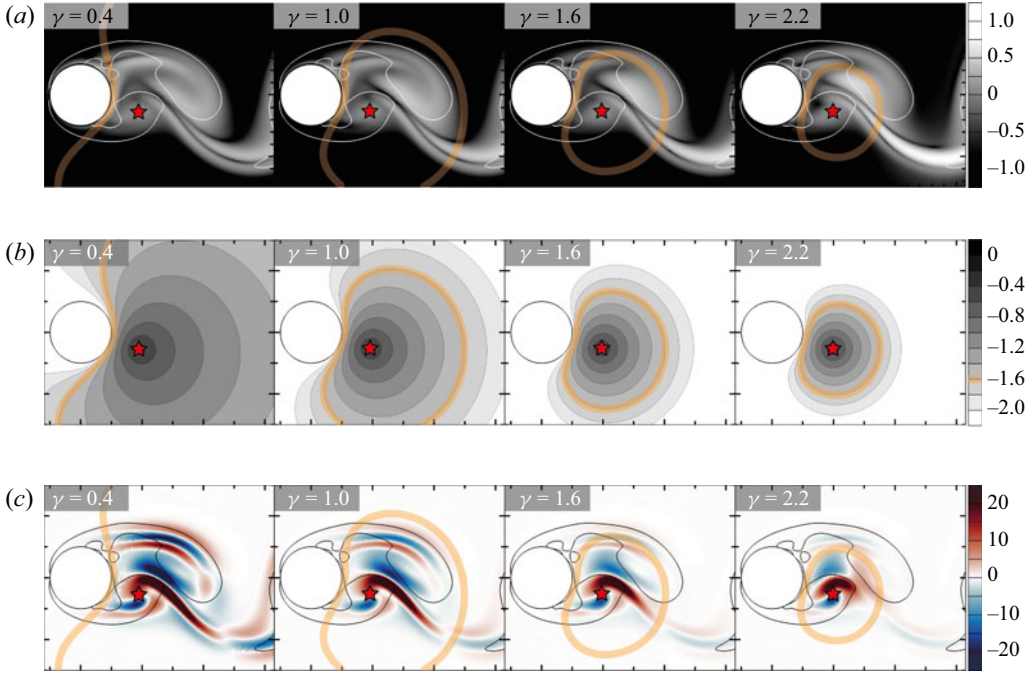 (a)
γ = 0.4
γ = 1.0
γ = 1.6
γ = 2.2
1.0
0.5
0
–0.5
–1.0
(b)
γ = 0.4
γ = 1.0
γ = 1.6
γ = 2.2
0
–0.4
–0.8
–1.2
–1.6
–2.0
(c)
γ = 0.4
γ = 1.0
γ = 1.6
γ = 2.2
20
10
0
–10
–20